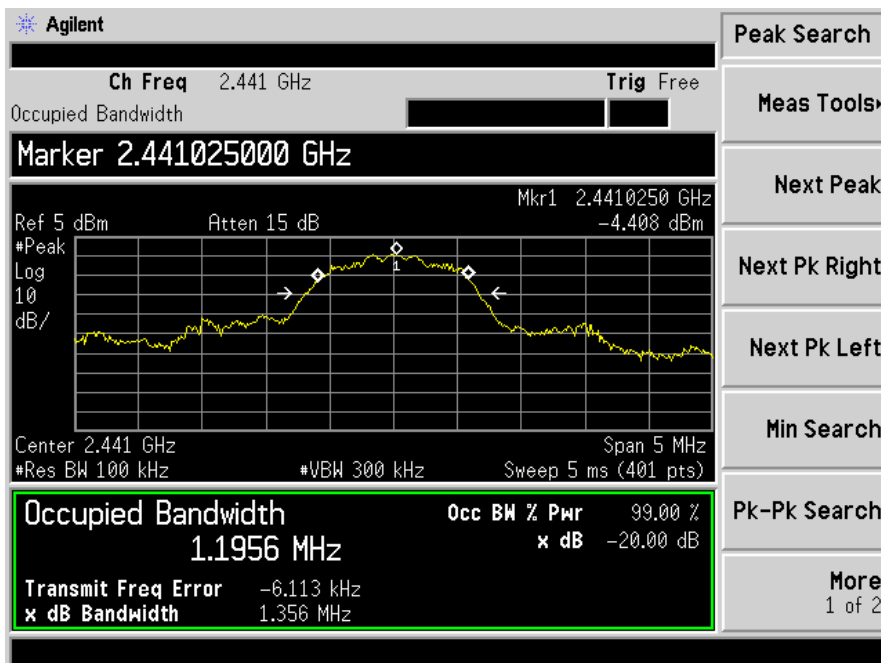 Agilent
Peak Search
Ch Freq 2.441 GHz Trig Free
Occupied Bandwidth
Meas Tools
Marker 2.441025000 GHz
Next Peak
Mkr1 2.4410250 GHz
Ref 5 dBm Atten 15 dB -4.408 dBm
#Peak
Log
10
dB/
1
Next Pk Right
Next Pk Left
Min Search
Center 2.441 GHz Span 5 MHz
#Res BW 100 kHz #VBW 300 kHz Sweep 5 ms (401 pts)
Occupied Bandwidth Occ BW % Pwr 99.00 %
1.1956 MHz x dB -20.00 dB
Pk-Pk Search
Transmit Freq Error -6.113 kHz
x dB Bandwidth 1.356 MHz
More
1 of 2